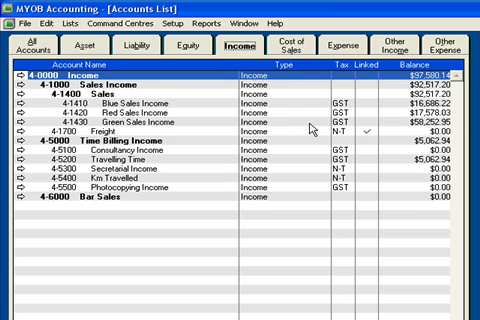 MYOB Accounting - [Accounts List]
File Edit Lists Command Centres Setup Reports Window Help
All Accounts Asset Liability Equity Income Cost of Sales Expense Other Income Other Expense
Account Name Type Tax Linked Balance
4-0000 Income Income $97,580.14
4-1000 Sales Income Income $92,517.20
4-1400 Sales Income $92,517.20
4-1410 Blue Sales Income Income GST $16,686.22
4-1420 Red Sales Income Income GST $17,578.03
4-1430 Green Sales Income Income GST $58,252.95
4-1700 Freight Income N-T $0.00
4-5000 Time Billing Income Income $5,062.94
4-5100 Consultancy Income Income GST $0.00
4-5200 Travelling Time Income GST $5,062.94
4-5300 Secretarial Income Income N-T $0.00
4-5400 Km Travelled Income N-T $0.00
4-5500 Photocopying Income Income GST $0.00
4-6000 Bar Sales Income $0.00